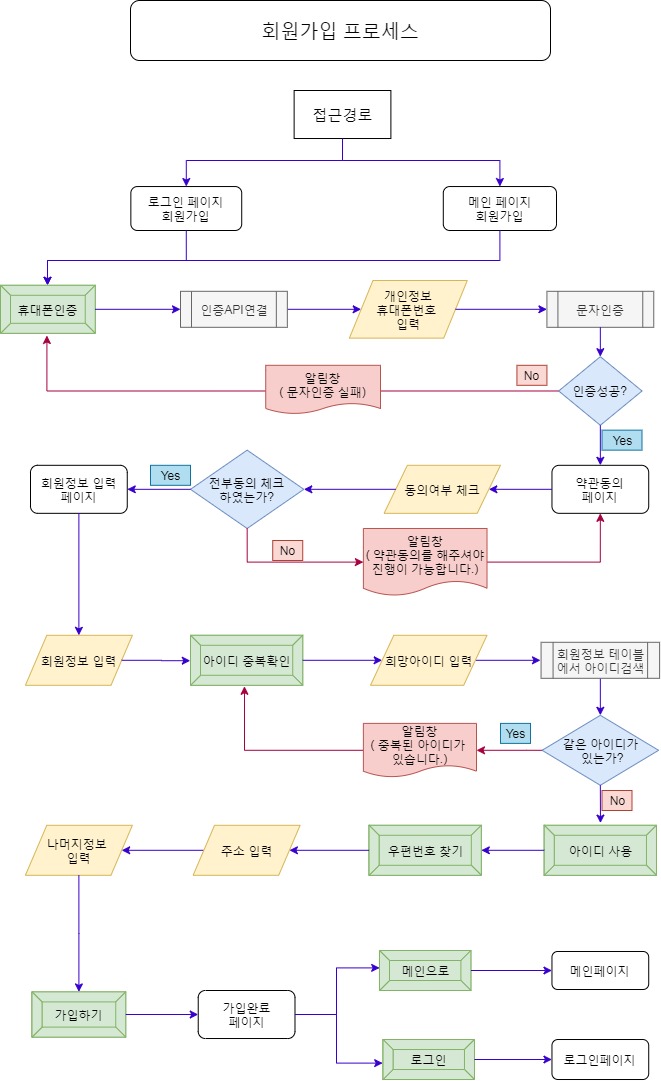 회원가입 프로세스
접근경로
로그인 페이지
회원가입
메인 페이지
회원가입
휴대폰인증
인증API연결
개인정보
휴대폰번호
입력
문자인증
알림창
( 문자인증 실패)
No
인증성공?
Yes
회원정보 입력
페이지
Yes
전부동의 체크
하였는가?
동의여부 체크
약관동의
페이지
No
알림창
( 약관동의를 해주셔야
진행이 가능합니다.)
회원정보 입력
아이디 중복확인
희망아이디 입력
회원정보 테이블
에서 아이디검색
알림창
( 중복된 아이디가
있습니다.)
Yes
같은 아이디가
있는가?
No
나머지정보
입력
주소 입력
우편번호 찾기
아이디 사용
메인으로
메인페이지
가입하기
가입완료
페이지
로그인
로그인페이지